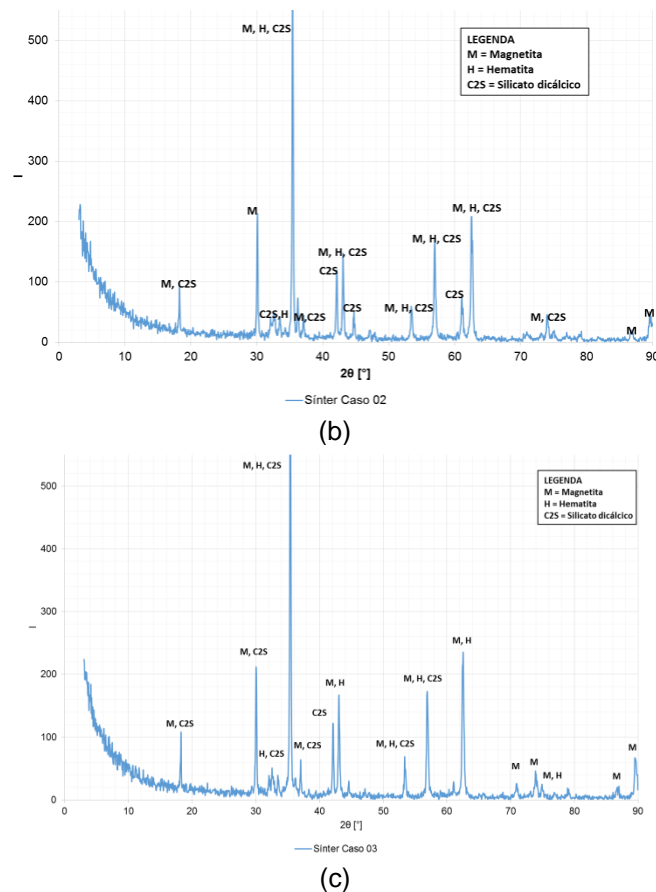 550
M, H, C2S
LEGENDA
M = Magnetita
H = Hematita
C2S = Silicato dicálcico
500
400
I
300
200
M
M, H, C2S
M, H, C2S
M, H, C2S
C2S
100
M, C2S
C2S
C2S
M, H, C2S
M, C2S
C2S,H
M,C2S
M
M
0
0 10 20 30 40 50 60 70 80 90
2θ [°]
Sínter Caso 02
(b)
M, H, C2S
LEGENDA
M = Magnetita
H = Hematita
C2S = Silicato dicálcico
500
400
I
300
M, H
M, C2S
M, H
M, H, C2S
200
C2S
M, C2S
H, C2S
M, C2S
M, H, C2S
100
M
M
M, H
M
M
0
0 10 20 30 40 50 60 70 80 90
2θ [°]
Sínter Caso 03
(c)